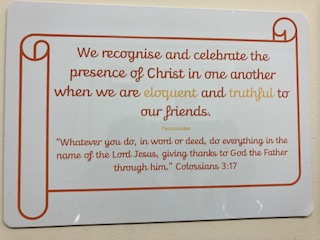 We recognise and celebrate the
presence of Christ in one another
when we are eloquent and truthful to
our friends.
"Whatever you do, in word or deed, do everything in the
name of the Lord Jesus, giving thanks to God the Father
through him." Colossians 3:17